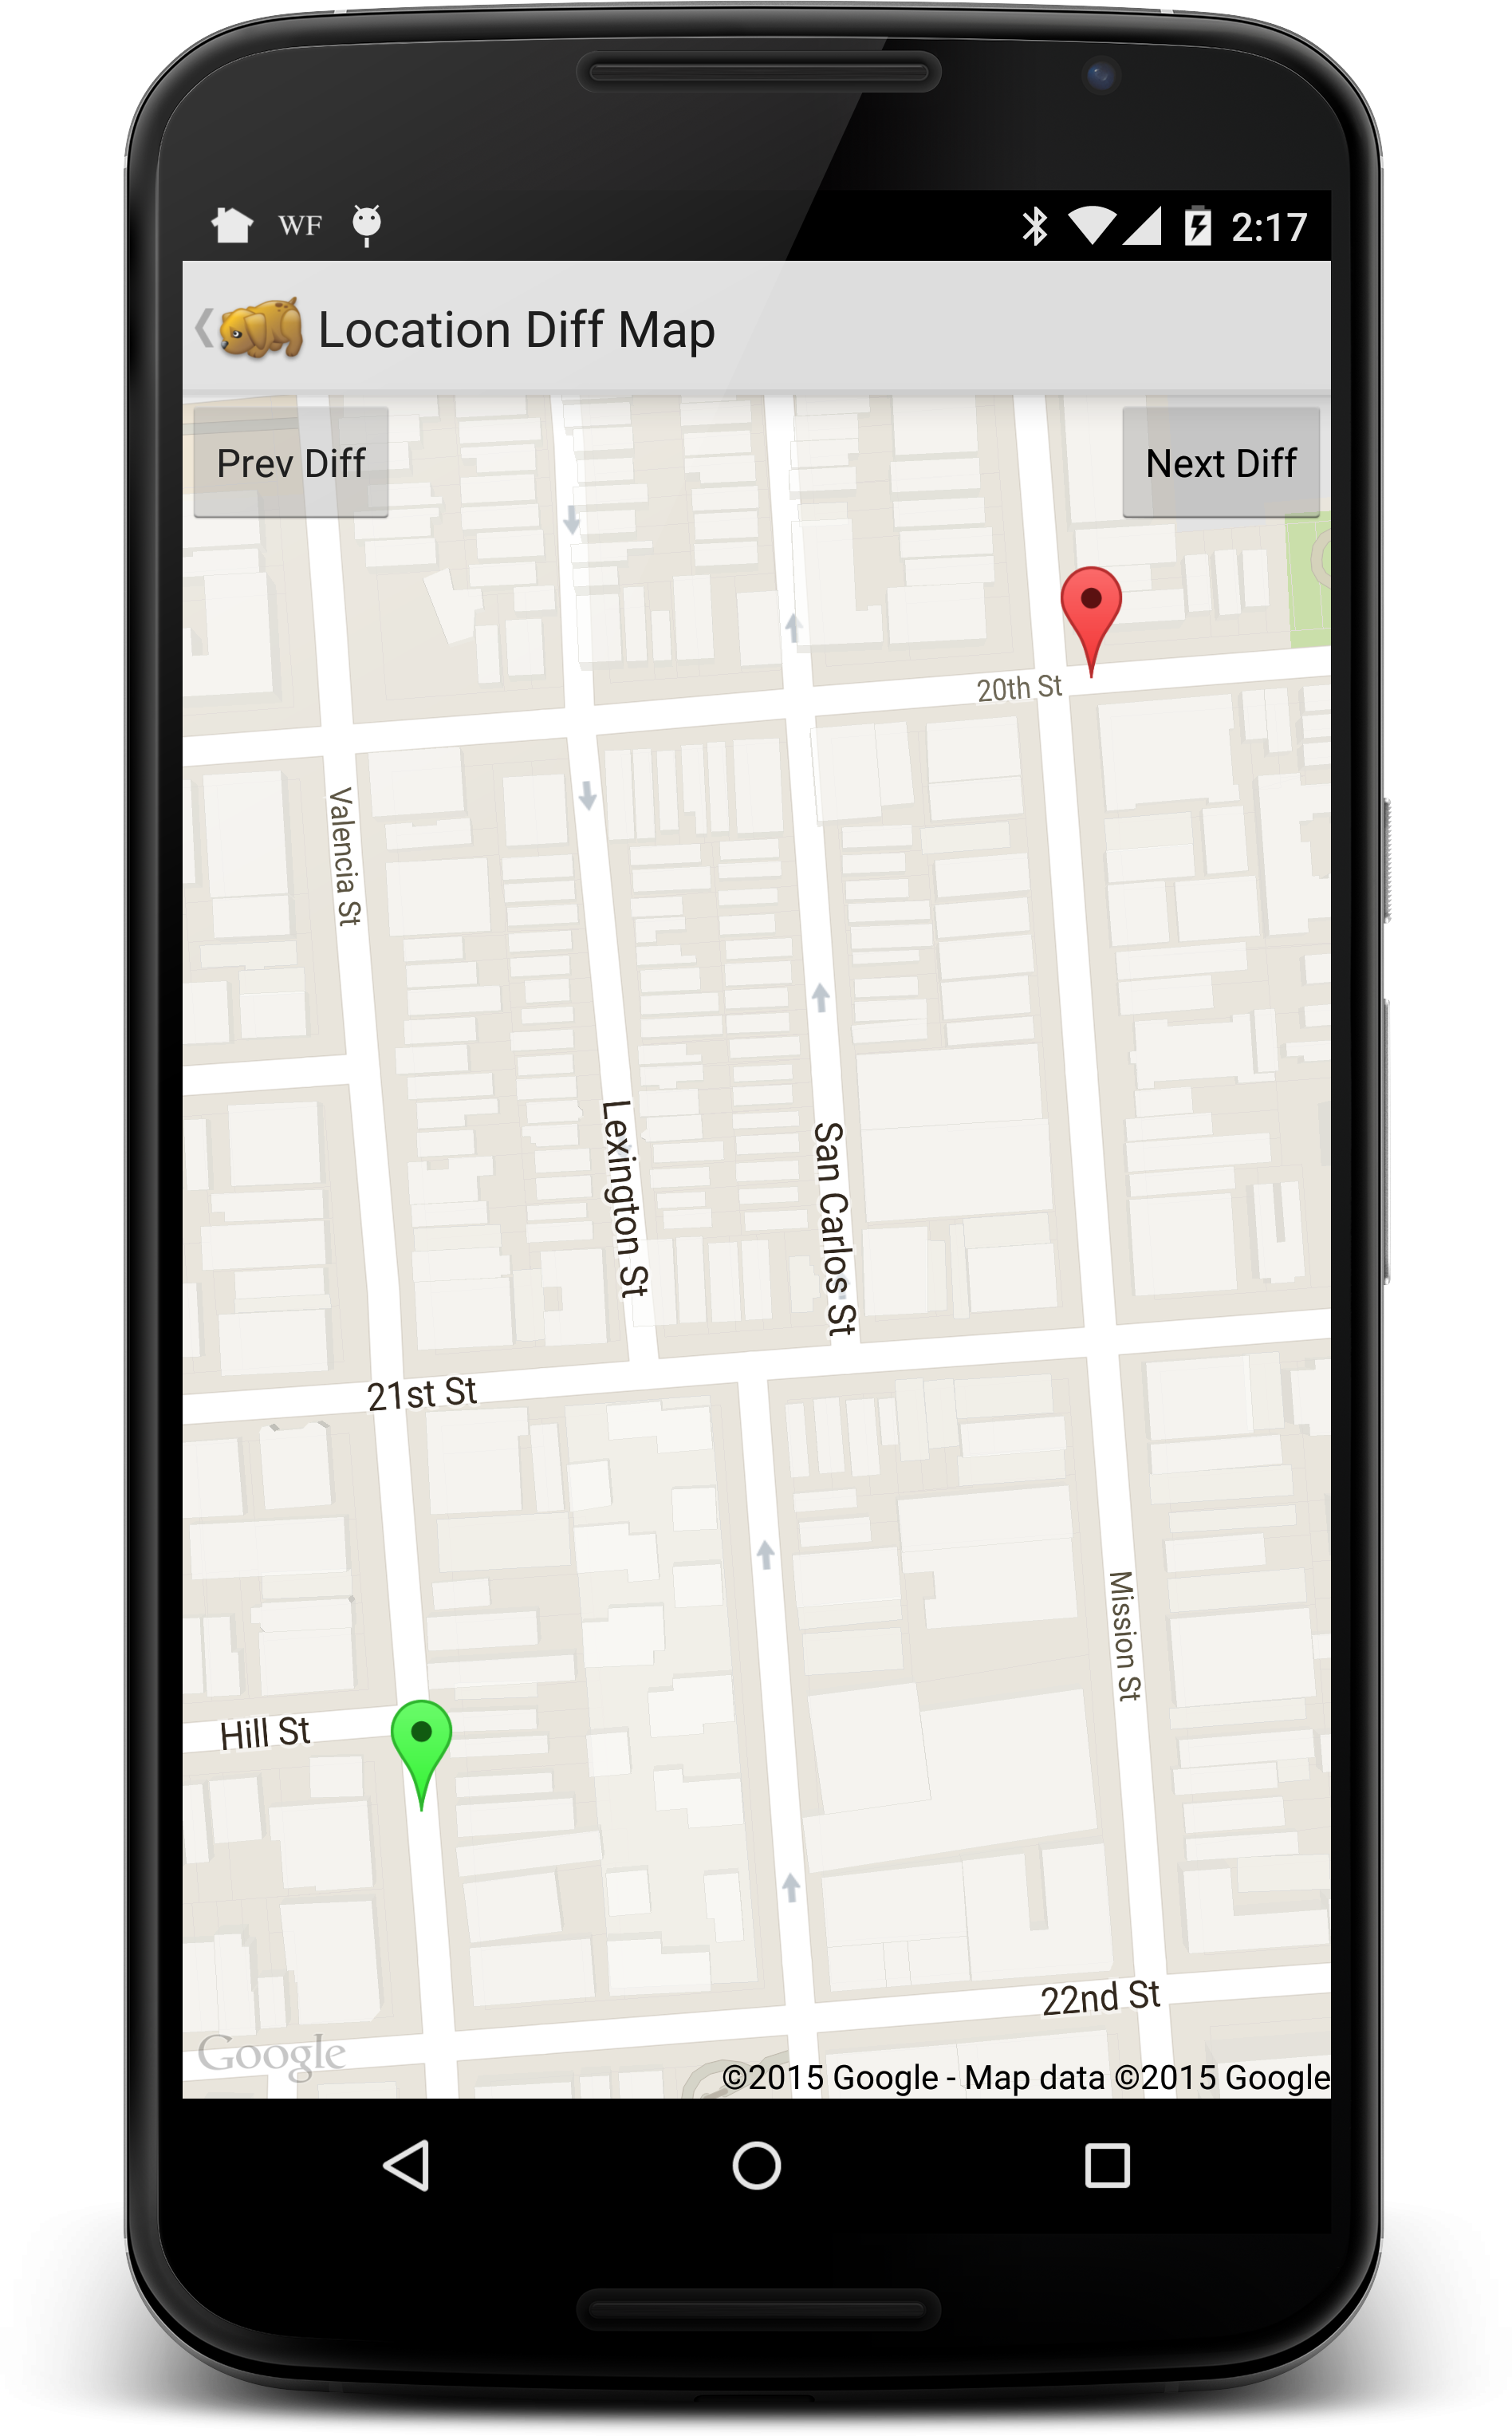 WF
2:17
Location Diff Map
Prev Diff
Next Diff
20th St
Valencia St
Lexington St
San Carlos St
21st St
Mission St
Hill St
22nd St
Google
©2015 Google - Map data ©2015 Google